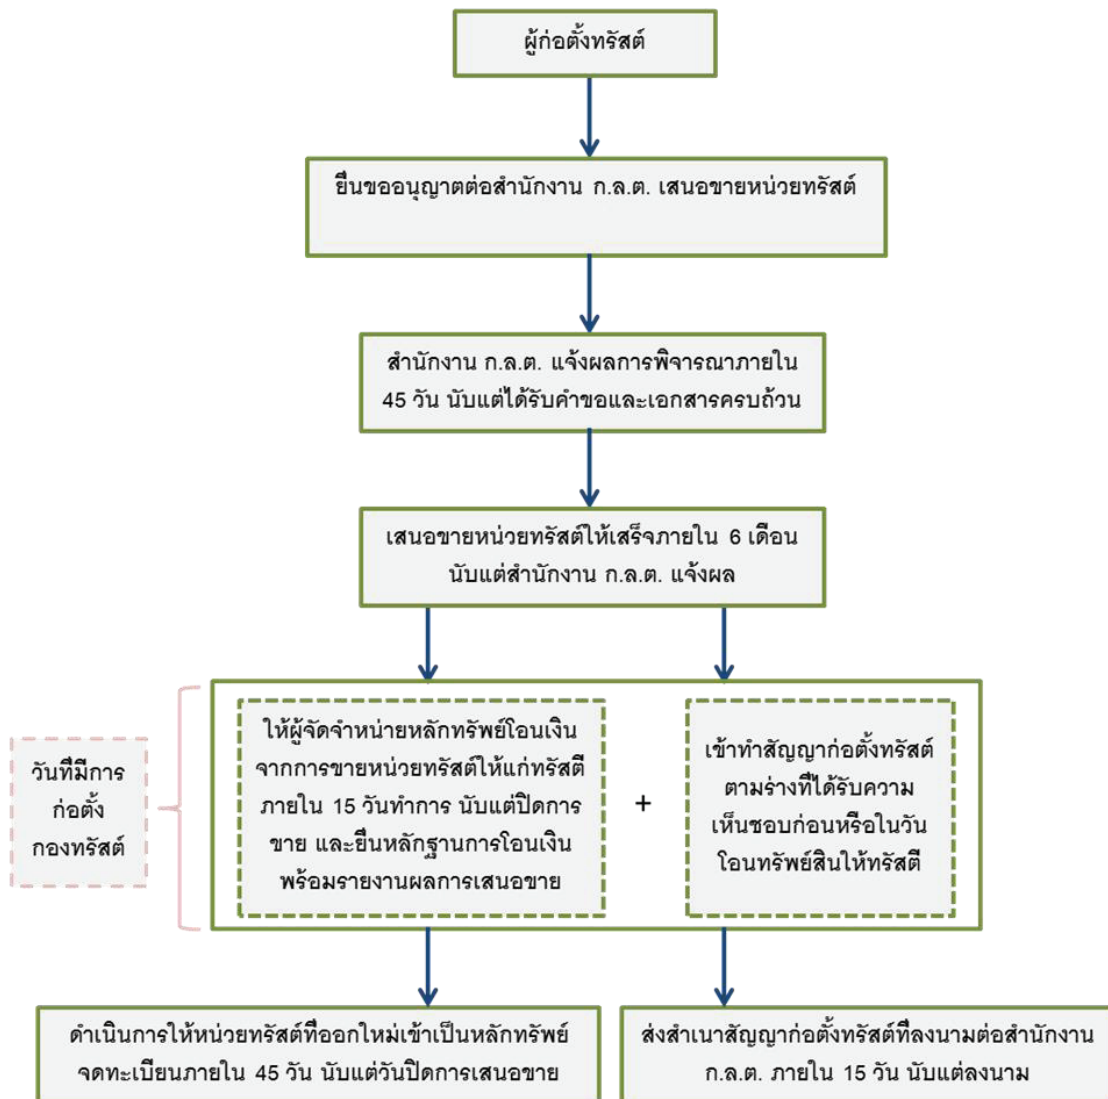 ผู้ก่อตั้งทรัสต์
ยื่นขออนุญาตต่อสำนักงาน ก.ล.ต. เสนอขายหน่วยทรัสต์
สำนักงาน ก.ล.ต. แจ้งผลการพิจารณาภายใน
45 วัน นับแต่ได้รับคำขอและเอกสารครบถ้วน
เสนอขายหน่วยทรัสต์ให้เสร็จภายใน 6 เดือน
นับแต่สำนักงาน ก.ล.ต. แจ้งผล
วันที่มีการ
ก่อตั้ง
กองทรัสต์
ให้ผู้จัดจำหน่ายหลักทรัพย์โอนเงิน
จากการขายหน่วยทรัสต์ให้แก่ทรัสตี
ภายใน 15 วันทำการ นับแต่ปิดการ
ขาย และยื่นหลักฐานการโอนเงิน
พร้อมรายงานผลการเสนอขาย
+
เข้าทำสัญญาก่อตั้งทรัสต์
ตามร่างที่ได้รับความ
เห็นชอบก่อนหรือในวัน
โอนทรัพย์สินให้ทรัสตี
ดำเนินการให้หน่วยทรัสต์ที่ออกใหม่เข้าเป็นหลักทรัพย์
จดทะเบียนภายใน 45 วัน นับแต่วันปิดการเสนอขาย
ส่งสำเนาสัญญาก่อตั้งทรัสต์ที่ลงนามต่อสำนักงาน
ก.ล.ต. ภายใน 15 วัน นับแต่ลงนาม